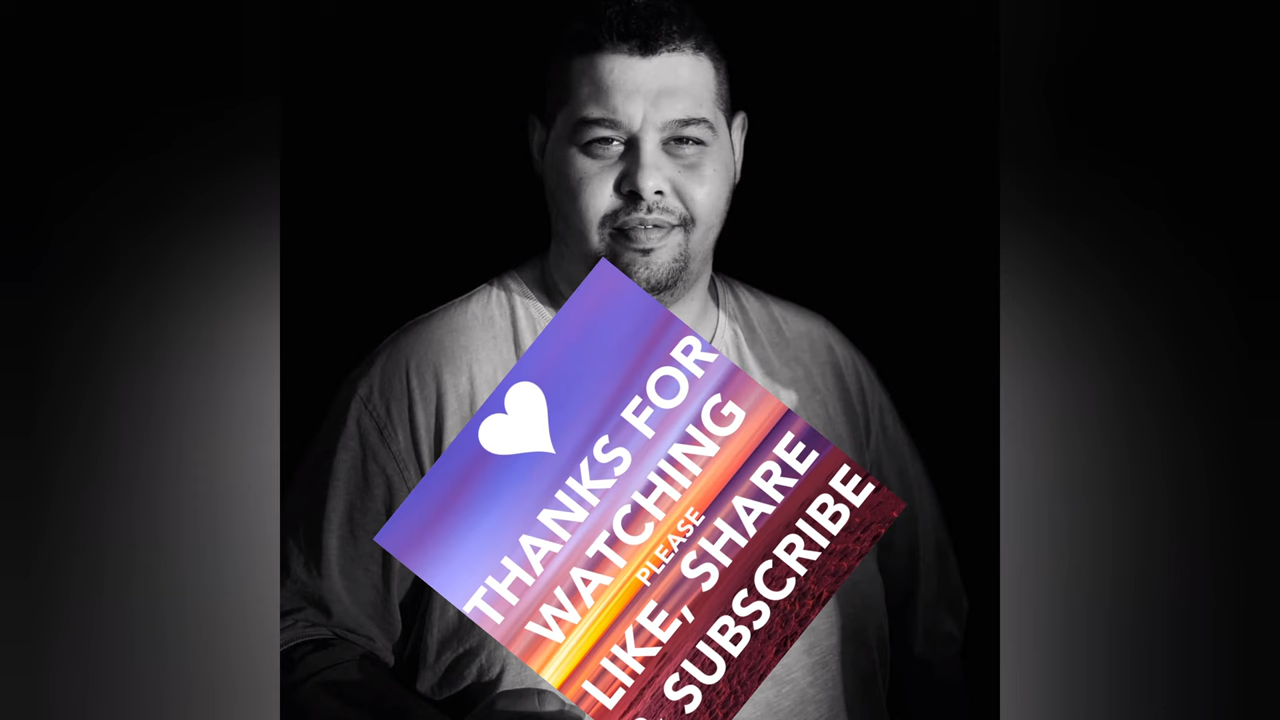 THANKS FOR
WATCHING
PLEASE
LIKE, SHARE
SUBSCRIBE